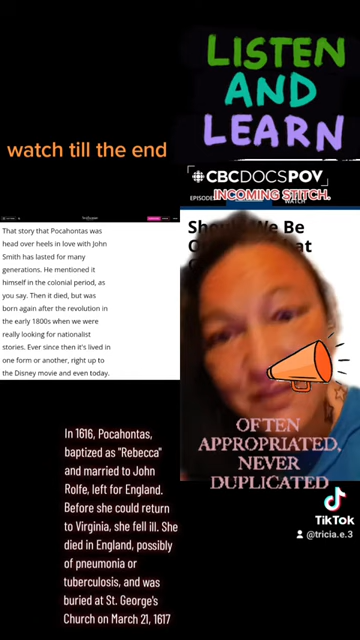 LISTEN
AND
LEARN
watch till the end
CBCDOCSPOV
EPISODES
WATCH
INCOMING STITCH.
That story that Pocahontas was
head over heels in love with John
Smith has lasted for many
generations. He mentioned it
himself in the colonial period, as
you say. Then it died, but was
born again after the revolution in
the early 1800s when we were
really looking for nationalist
stories. Ever since then it's lived in
one form or another, right up to
the Disney movie and even today.
We Be
OFTEN
APPROPRIATED,
NEVER
DUPLICATED
In 1616, Pocahontas,
baptized as "Rebecca"
and married to John
Rolfe, left for England.
Before she could return
to Virginia, she fell ill. She
died in England, possibly
of pneumonia or
tuberculosis, and was
buried at St. George's
Church on March 21, 1617
TikTok
@tricia.e.3